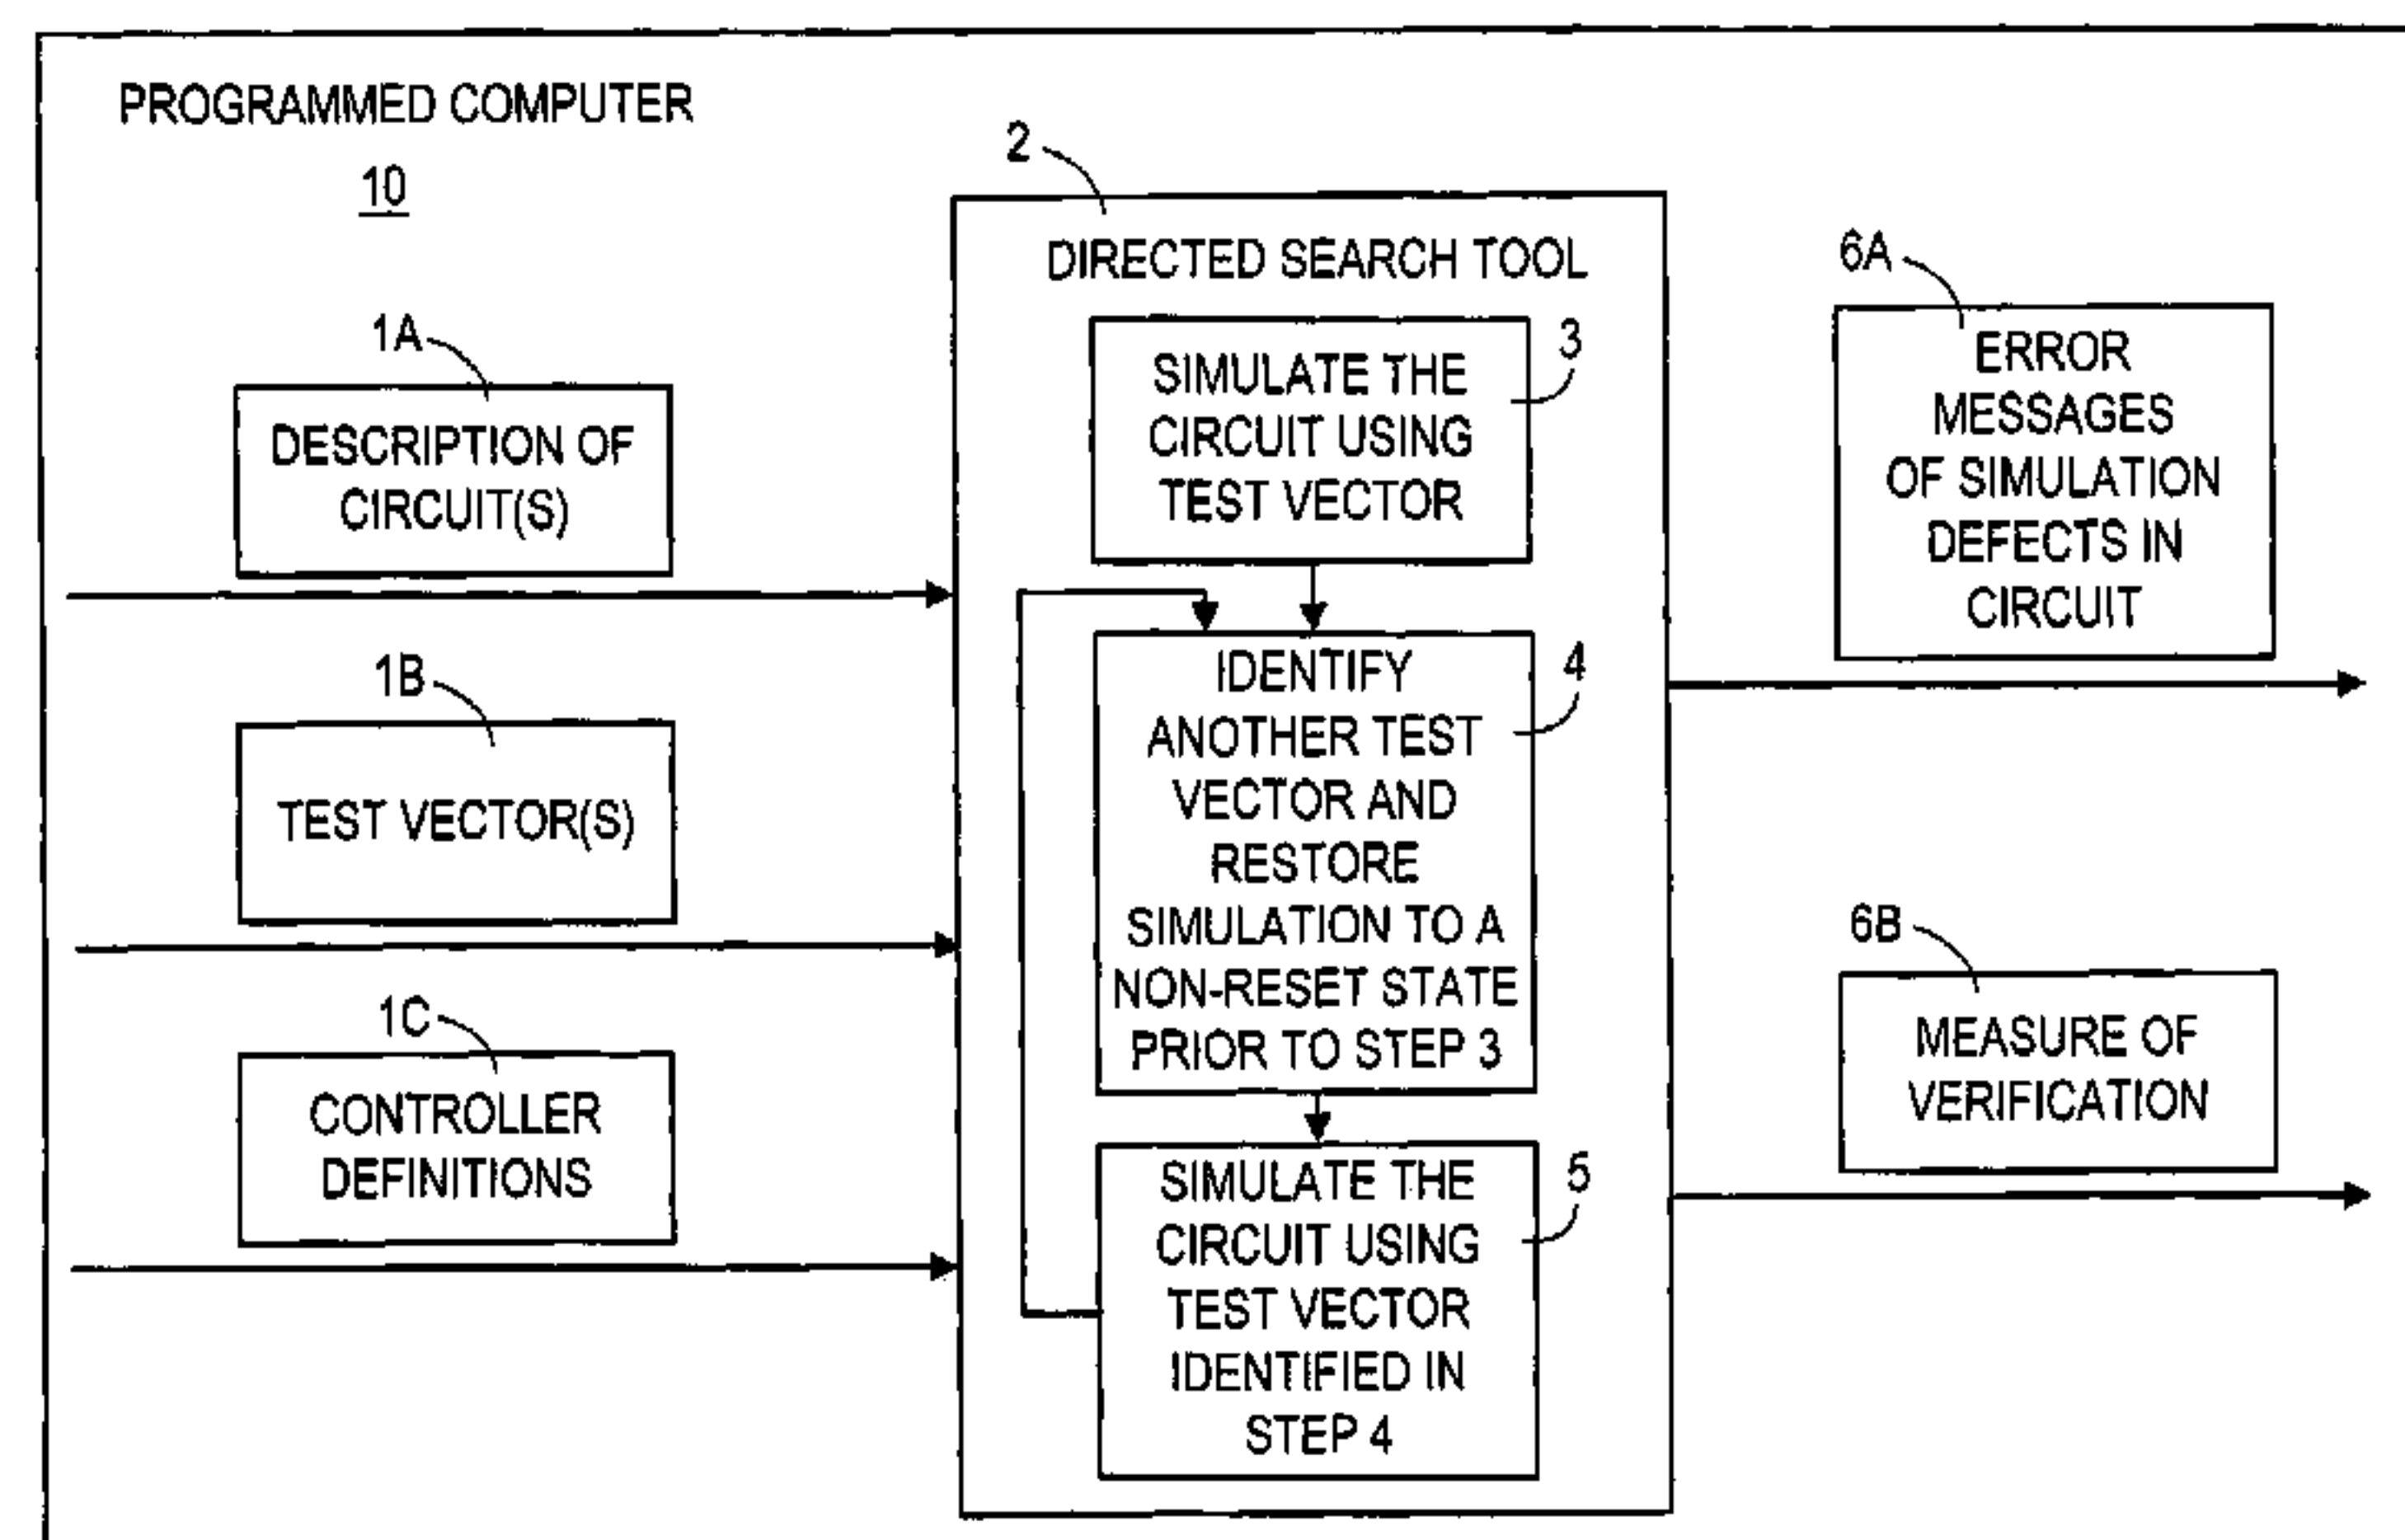 PROGRAMMED COMPUTER
10
1A
DESCRIPTION OF
CIRCUIT(S)
1B
TEST VECTOR(S)
1C
CONTROLLER
DEFINITIONS
2
DIRECTED SEARCH TOOL
3
SIMULATE THE
CIRCUIT USING
TEST VECTOR
4
IDENTIFY
ANOTHER TEST
VECTOR AND
RESTORE
SIMULATION TO A
NON-RESET STATE
PRIOR TO STEP 3
5
SIMULATE THE
CIRCUIT USING
TEST VECTOR
IDENTIFIED IN
STEP 4
6A
ERROR
MESSAGES
OF SIMULATION
DEFECTS IN
CIRCUIT
6B
MEASURE OF
VERIFICATION